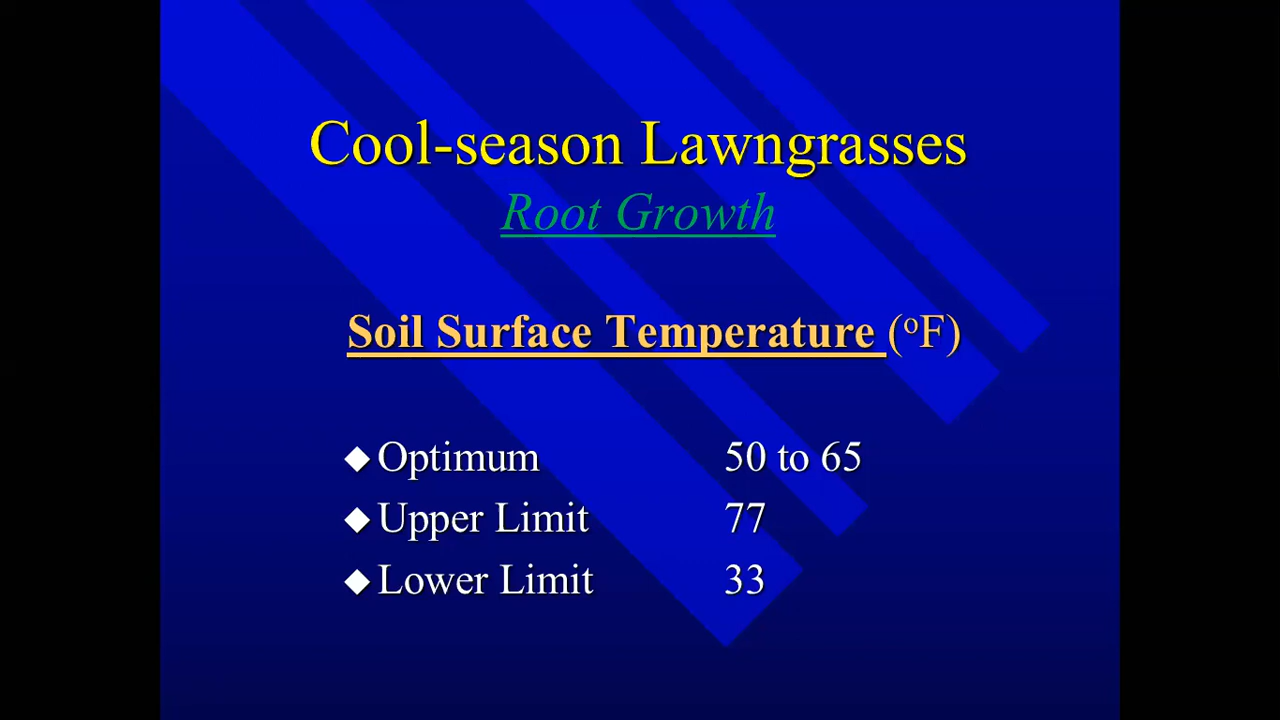 Cool-season Lawngrasses
Root Growth
Soil Surface Temperature (oF)
◆ Optimum 50 to 65
◆ Upper Limit 77
◆ Lower Limit 33